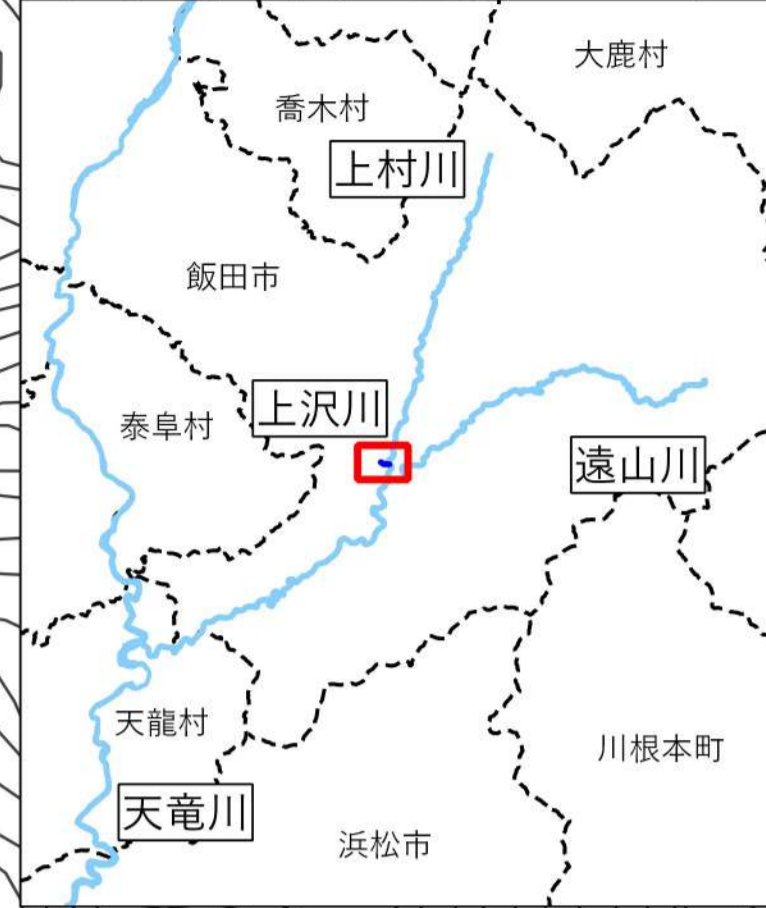 大鹿村
喬木村
上村川
飯田市
上沢川
泰阜村
遠山川
天龍村
川根本町
天竜川
浜松市